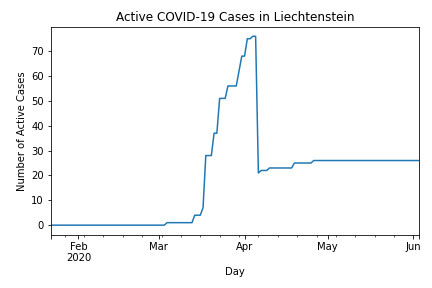 Active COVID-19 Cases in Liechtenstein
Number of Active Cases
70
60
50
40
30
20
10
0
Feb
2020
Mar
Apr
May
Jun
Day